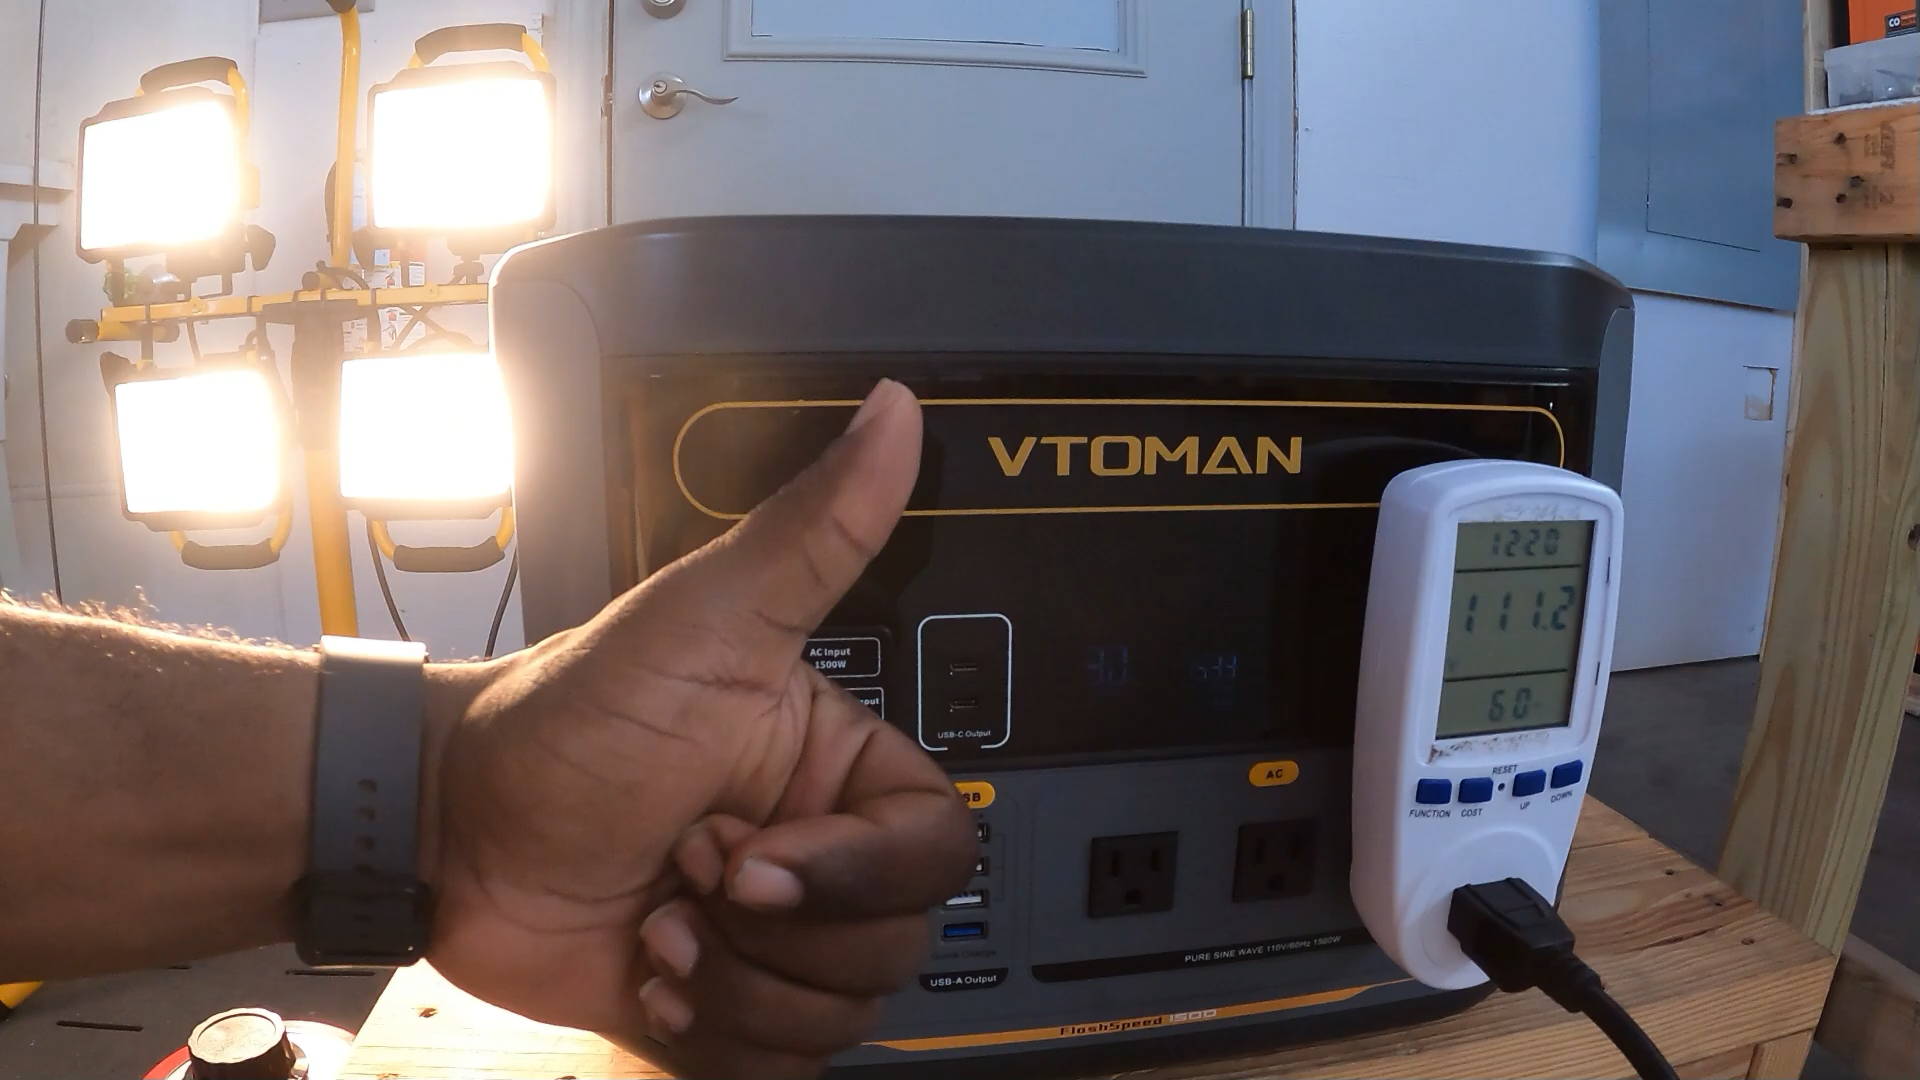 VTOMAN
1220
111.2
60
AC Input
1500W
USB-C Output
RESET
FUNCTION
COST
UP
DOWN
AC
PURE SINE WAVE 110V/60Hz 1500W
USB-A Output
FlashSpeed 1500